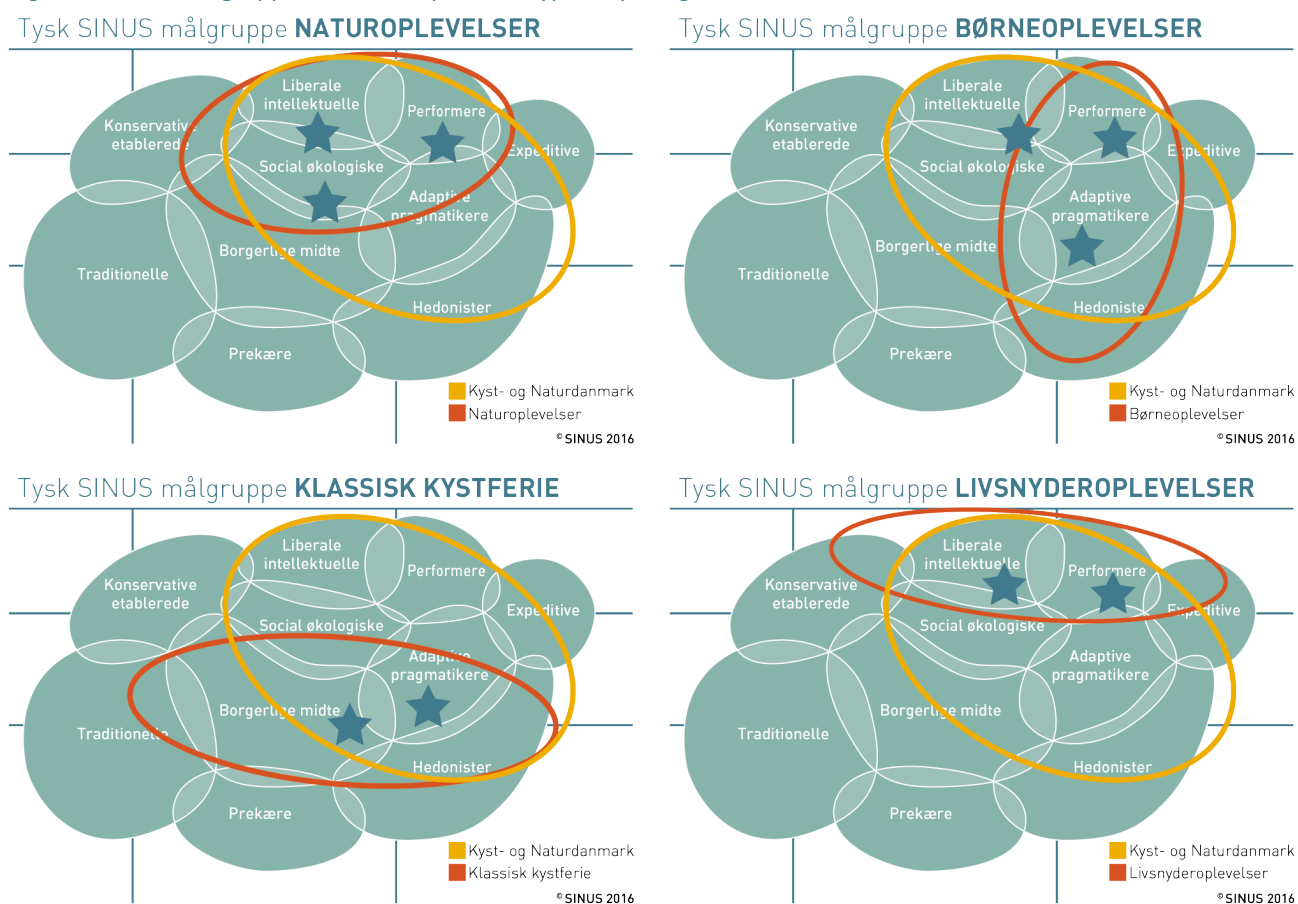 Tysk SINUS målgruppe NATUROPLEVELSER
Liberale
intellektuelle
Performere
Konservative
etablerede
Expeditive
Social økologiske
Adaptive
pragmatikere
Borgerlige midte
Traditionelle
Hedonister
Prekære
Kyst- og Naturdanmark
Naturoplevelser
© SINUS 2016
Tysk SINUS målgruppe BØRNEOPLEVELSER
Liberale
intellektuelle
Performere
Konservative
etablerede
Expeditive
Social økologiske
Adaptive
pragmatikere
Borgerlige midte
Traditionelle
Hedonister
Prekære
Kyst- og Naturdanmark
Børneoplevelser
© SINUS 2016
Tysk SINUS målgruppe KLASSISK KYSTFERIE
Liberale
intellektuelle
Performere
Konservative
etablerede
Expeditive
Social økologiske
Adaptive
pragmatikere
Borgerlige midte
Traditionelle
Hedonister
Prekære
Kyst- og Naturdanmark
Klassisk kystferie
© SINUS 2016
Tysk SINUS målgruppe LIVSNYDEROPLEVELSER
Liberale
intellektuelle
Performere
Konservative
etablerede
Expeditive
Social økologiske
Adaptive
pragmatikere
Borgerlige midte
Traditionelle
Hedonister
Prekære
Kyst- og Naturdanmark
Livsnyderoplevelser
© SINUS 2016